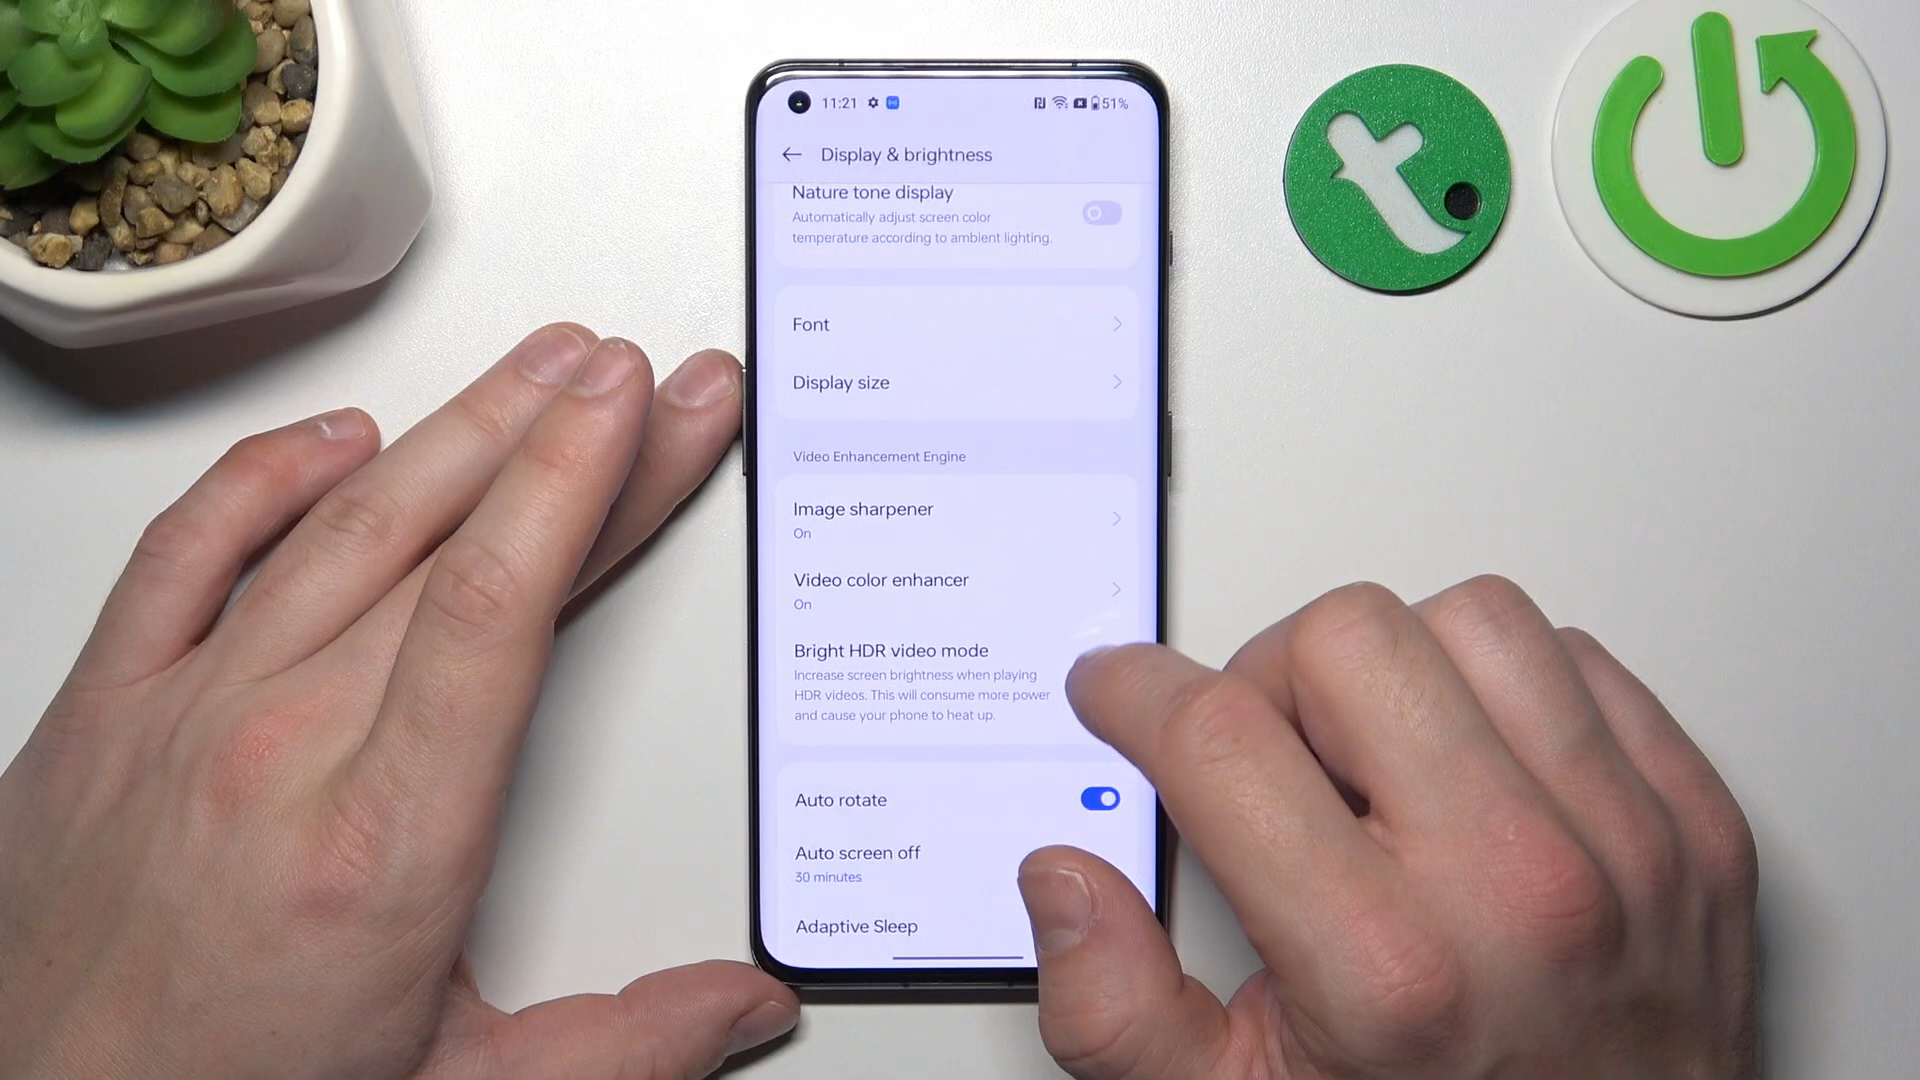 11:21
51%
Display & brightness
Nature tone display
Automatically adjust screen color
temperature according to ambient lighting.
Font
Display size
Video Enhancement Engine
Image sharpener
On
Video color enhancer
On
Bright HDR video mode
Increase screen brightness when playing
HDR videos. This will consume more power
and cause your phone to heat up.
Auto rotate
Auto screen off
30 minutes
Adaptive Sleep